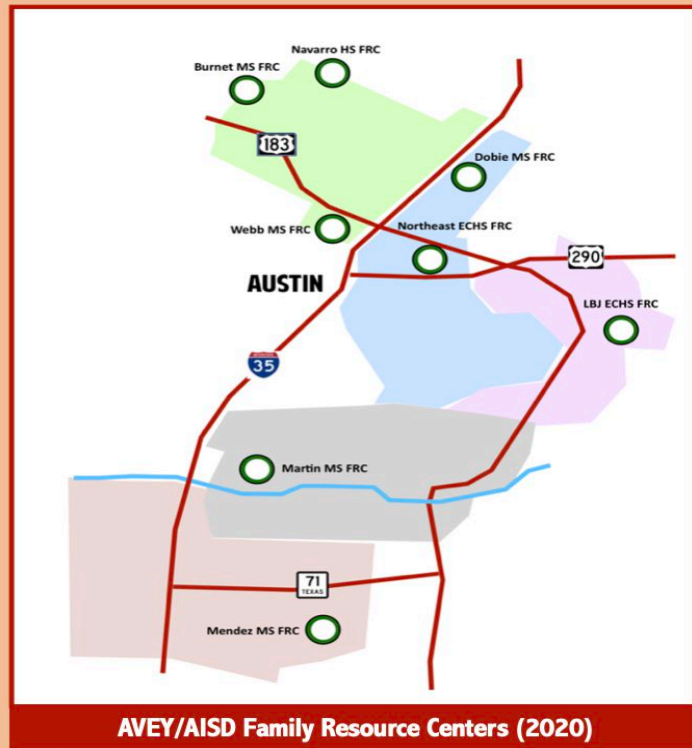 Navarro HS FRC
Burnet MS FRC
183
Dobie MS FRC
Webb MS FRC
Northeast ECHS FRC
290
AUSTIN
LBJ ECHS FRC
35
Martin MS FRC
71
TEXAS
Mendez MS FRC
AVEY/AISD Family Resource Centers (2020)